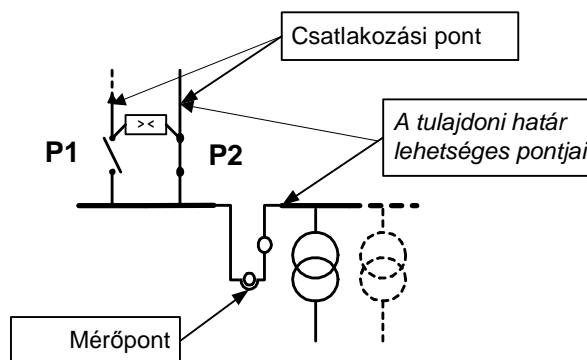 Csatlakozási pont
> <
P1
P2
A tulajdoni határ
lehetséges pontjai
Mérőpont